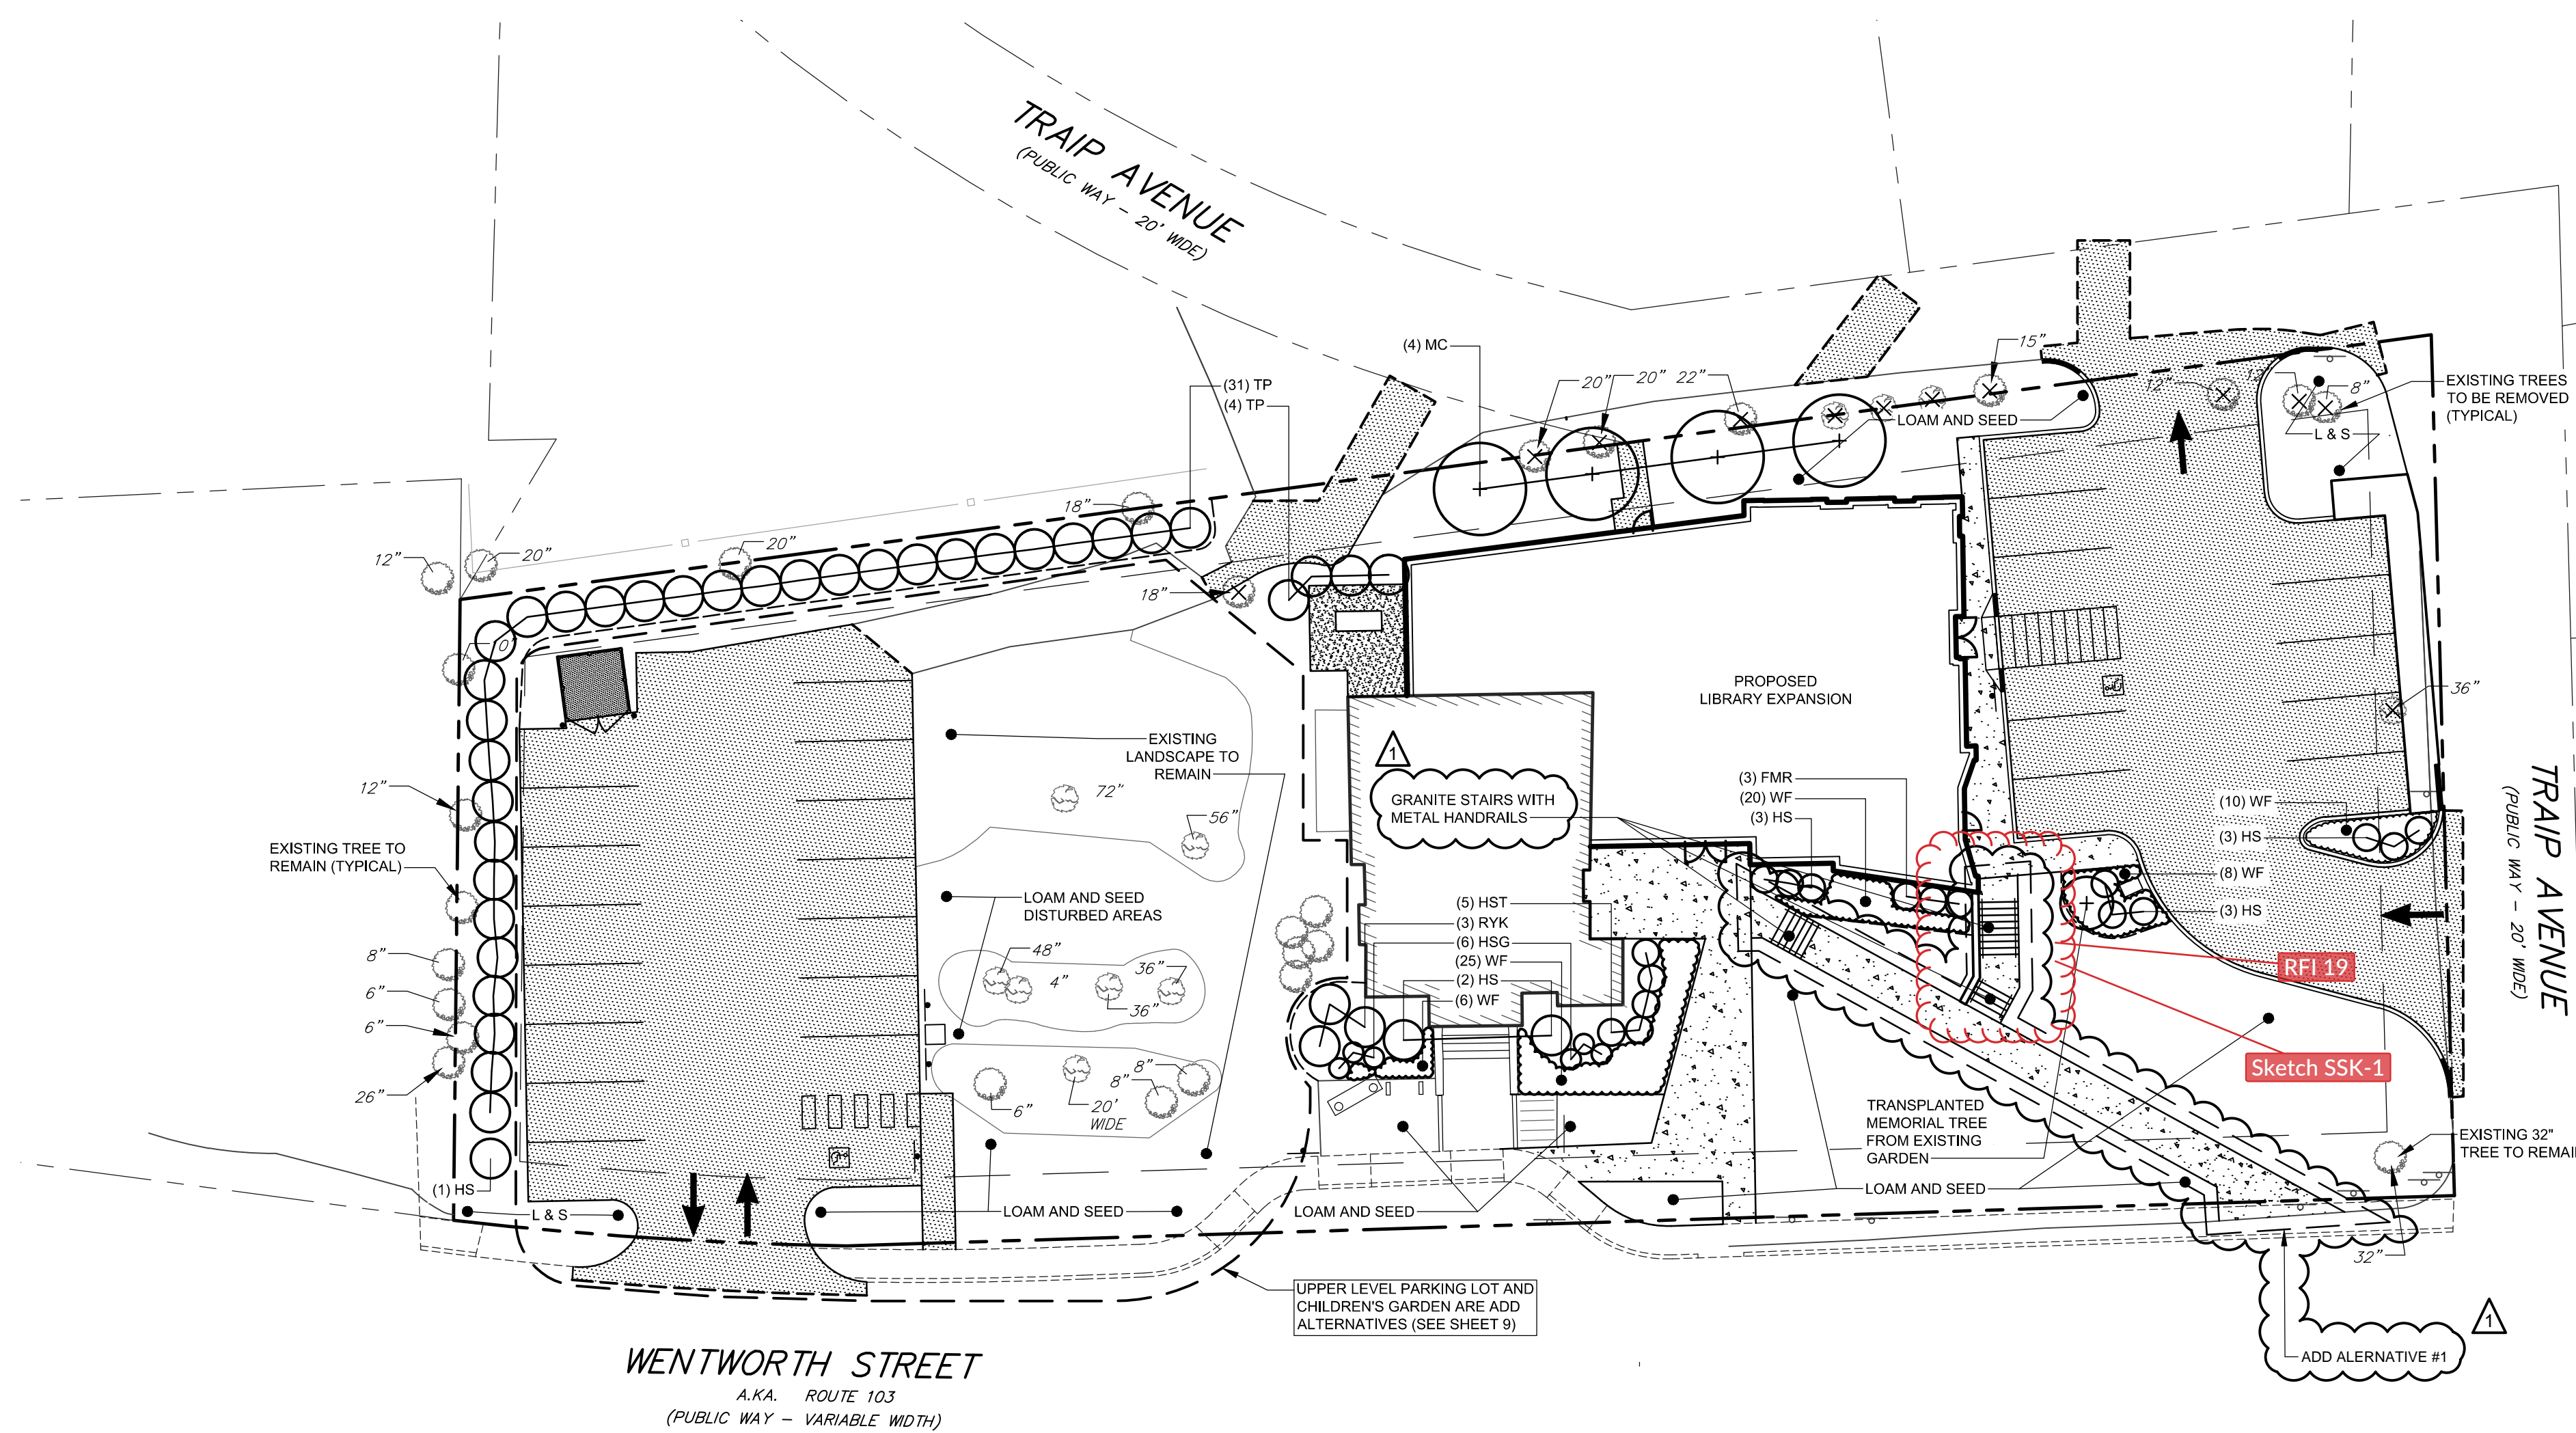 TRAIP AVENUE
(PUBLIC WAY – 20' WIDE)
(4) MC
(31) TP
(4) TP
20"
20"
22"
15"
12"
12"
8"
EXISTING TREES
TO BE REMOVED
(TYPICAL)
LOAM AND SEED
L & S
18"
12"
20"
20"
18"
PROPOSED
LIBRARY EXPANSION
36"
EXISTING
LANDSCAPE TO
REMAIN
1
12"
72"
56"
GRANITE STAIRS WITH
METAL HANDRAILS
(3) FMR
(20) WF
(3) HS
(10) WF
(3) HS
(8) WF
(3) HS
TRAIP AVENUE
(PUBLIC WAY – 20' WIDE)
EXISTING TREE TO
REMAIN (TYPICAL)
LOAM AND SEED
DISTURBED AREAS
(5) HST
(3) RYK
(6) HSG
(25) WF
(2) HS
(6) WF
8"
6"
6"
26"
48"
4"
36"
36"
RFI 19
Sketch SSK-1
6"
20'
WIDE
8"
8"
TRANSPLANTED
MEMORIAL TREE
FROM EXISTING
GARDEN
EXISTING 32"
TREE TO REMAIN
(1) HS
L & S
LOAM AND SEED
LOAM AND SEED
LOAM AND SEED
32"
UPPER LEVEL PARKING LOT AND
CHILDREN'S GARDEN ARE ADD
ALTERNATIVES (SEE SHEET 9)
1
ADD ALERNATIVE #1
WENTWORTH STREET
A.KA. ROUTE 103
(PUBLIC WAY – VARIABLE WIDTH)